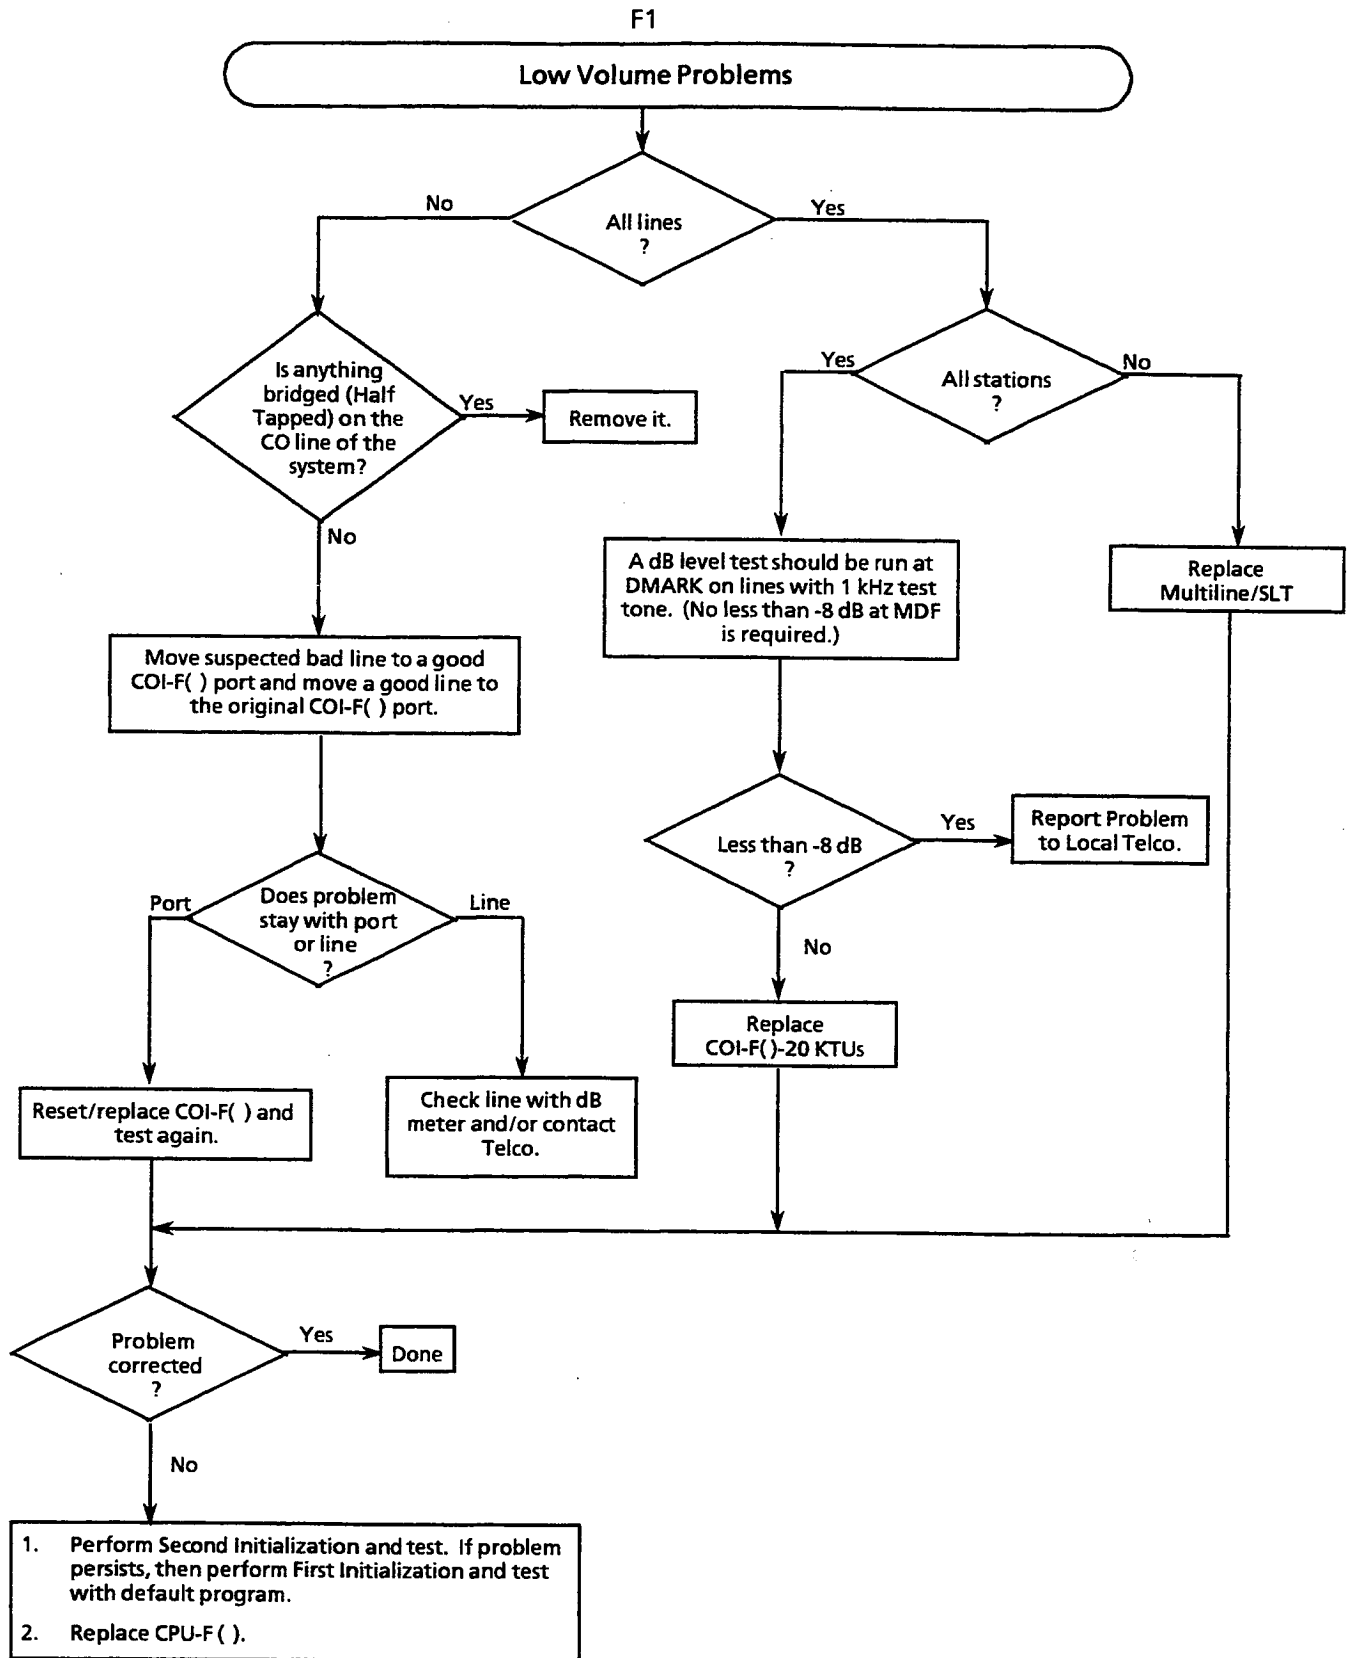 F1
Low Volume Problems
No
Yes
All lines
?
Is anything
bridged (Half
Tapped) on the
CO line of the
system?
Yes
Remove it.
No
Yes
No
All stations
?
A dB level test should be run at
DMARK on lines with 1 kHz test
tone. (No less than -8 dB at MDF
is required.)
Replace
Multiline/SLT
Move suspected bad line to a good
COI-F( ) port and move a good line to
the original COI-F( ) port.
Less than -8 dB
?
Yes
Report Problem
to Local Telco.
No
Port
Does problem
stay with port
or line
?
Line
Replace
COI-F()-20 KTUs
Reset/replace COI-F( ) and
test again.
Check line with dB
meter and/or contact
Telco.
Problem
corrected
?
Yes
Done
No
1. Perform Second Initialization and test. If problem
persists, then perform First Initialization and test
with default program.
2. Replace CPU-F ( ).